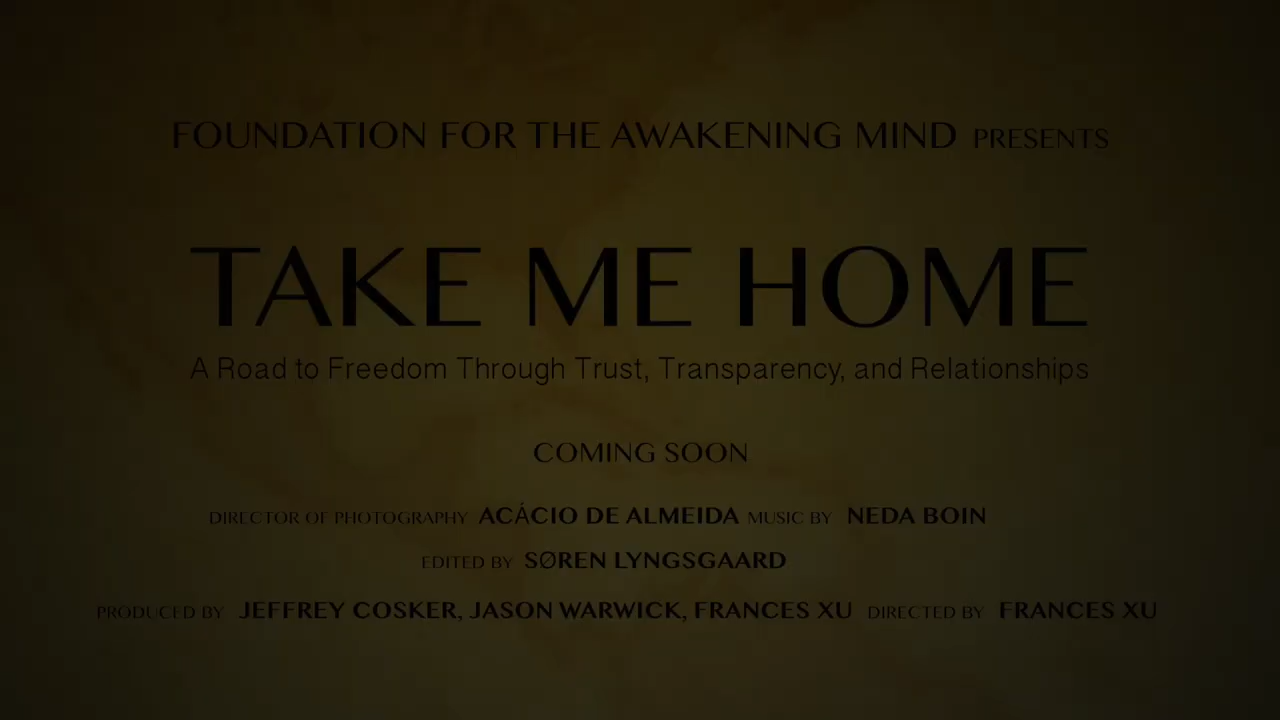 FOUNDATION FOR THE AWAKENING MIND PRESENTS
TAKE ME HOME
A Road to Freedom Through Trust, Transparency, and Relationships
COMING SOON
DIRECTOR OF PHOTOGRAPHY ACÁCIO DE ALMEIDA MUSIC BY NEDA BOIN
EDITED BY SØREN LYNGSGAARD
PRODUCED BY JEFFREY COSKER, JASON WARWICK, FRANCES XU DIRECTED BY FRANCES XU